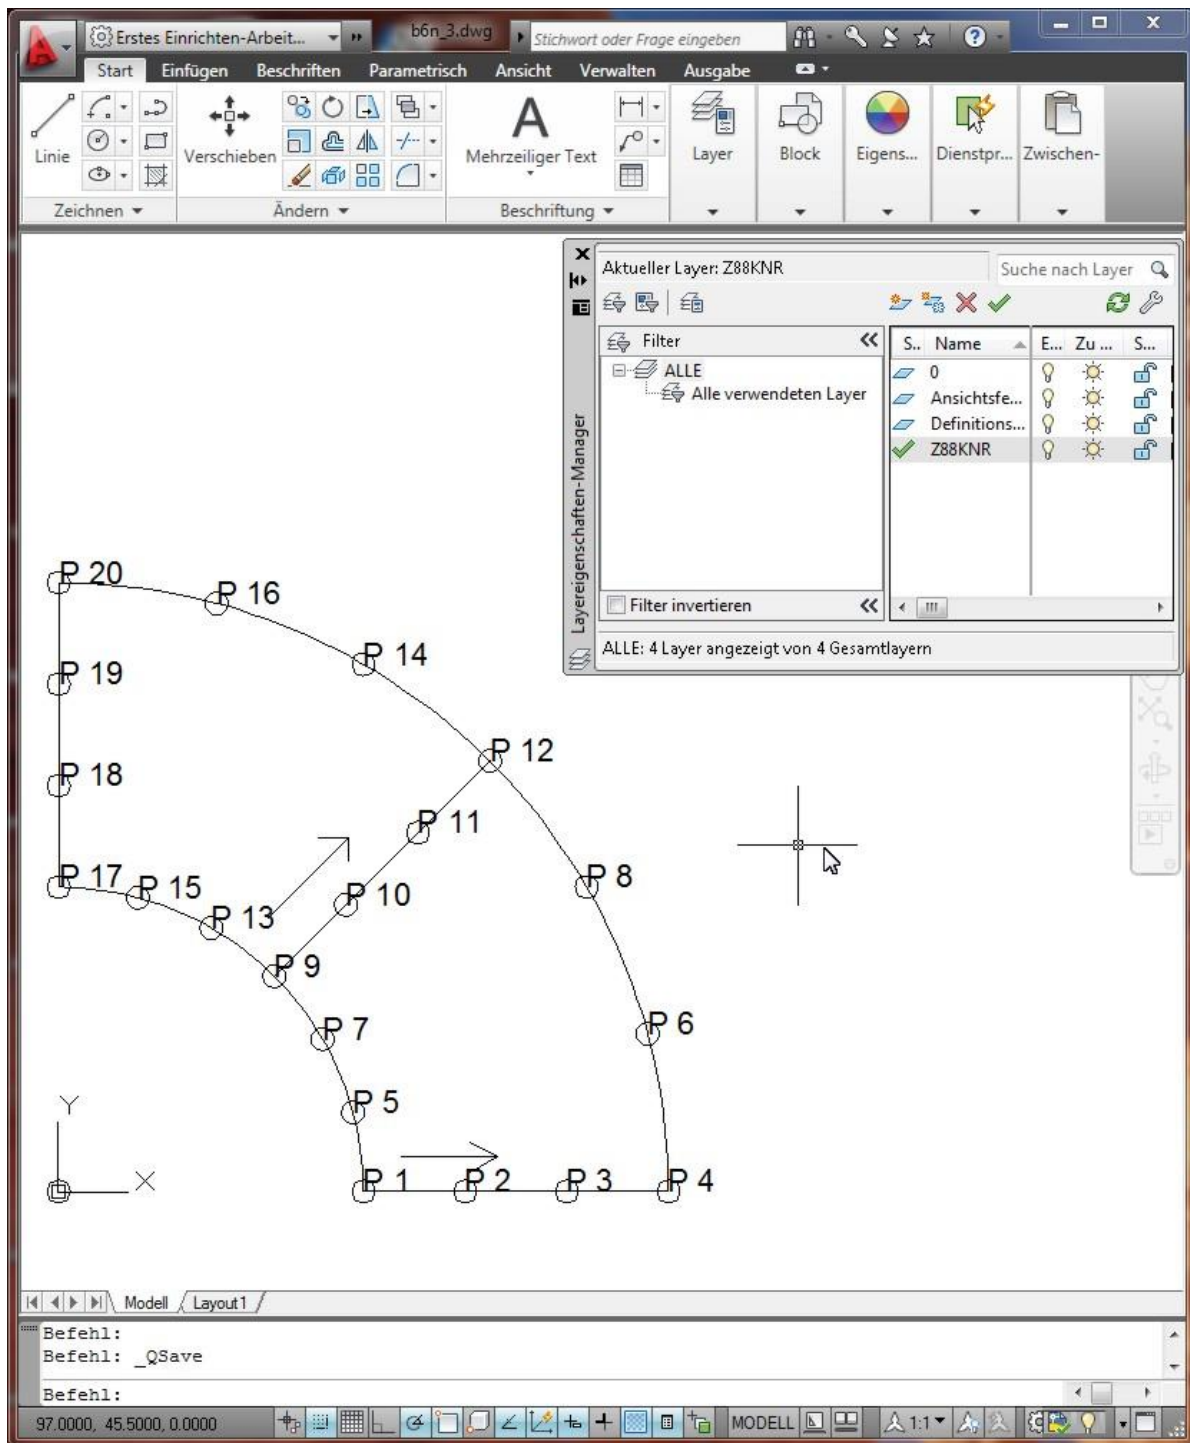 Erstes Einrichten-Arbeit...
b6n_3.dwg
Stichwort oder Frage eingeben
Start Einfügen Beschriften Parametrisch Ansicht Verwalten Ausgabe
Linie
Verschieben
A
Mehrzeiliger Text
Layer
Block
Eigens...
Dienstpr...
Zwischen-
Zeichnen
Ändern
Beschriftung
Aktueller Layer: Z88KNR
Suche nach Layer
Filter
S.. Name E... Zu ... S...
ALLE
Alle verwendeten Layer
0
Ansichtsfe...
Definitions...
Z88KNR
Filter invertieren
ALLE: 4 Layer angezeigt von 4 Gesamtlayern
Layereigenschaften-Manager
P 20
P 16
P 14
P 19
P 12
P 18
P 11
P 17
P 15
P 10
P 8
P 13
P 9
P 7
P 6
P 5
Y
X
P 1
P 2
P 3
P 4
Modell
Layout1
Befehl:
Befehl: _QSave
Befehl:
97.0000, 45.5000, 0.0000
MODELL
1:1